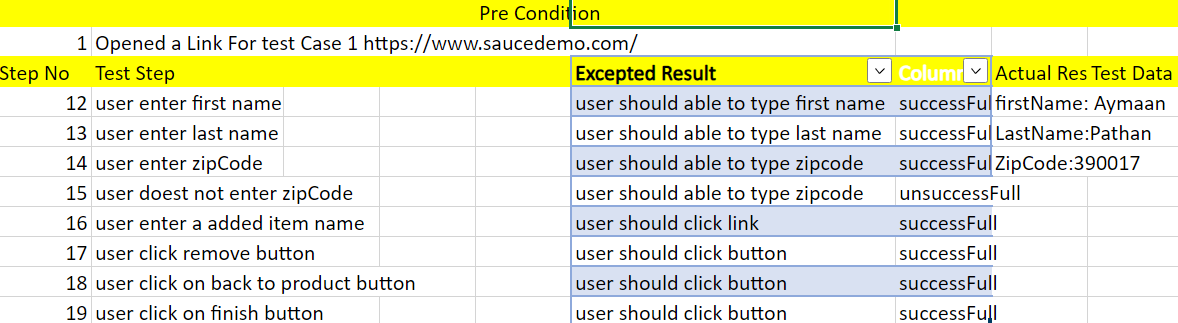 Pre Condition
1 Opened a Link For test Case 1 https://www.saucedemo.com/
Step No Test Step Excepted Result Column Actual Res Test Data
12 user enter first name user should able to type first name successFul firstName: Aymaan
13 user enter last name user should able to type last name successFul LastName:Pathan
14 user enter zipCode user should able to type zipcode successFul ZipCode:390017
15 user doest not enter zipCode user should able to type zipcode unsuccessFull
16 user enter a added item name user should click link successFull
17 user click remove button user should click button successFull
18 user click on back to product button user should click button successFull
19 user click on finish button user should click button successFull